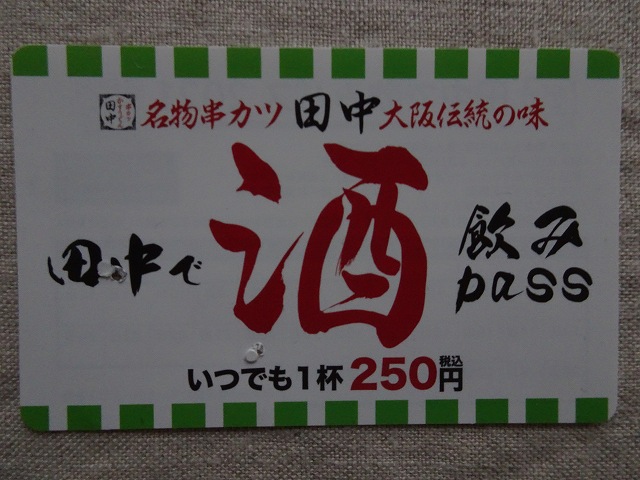 名物串カツ 田中 大阪伝統の味
田中で 酒 飲み pass
いつでも1杯 250円 税込